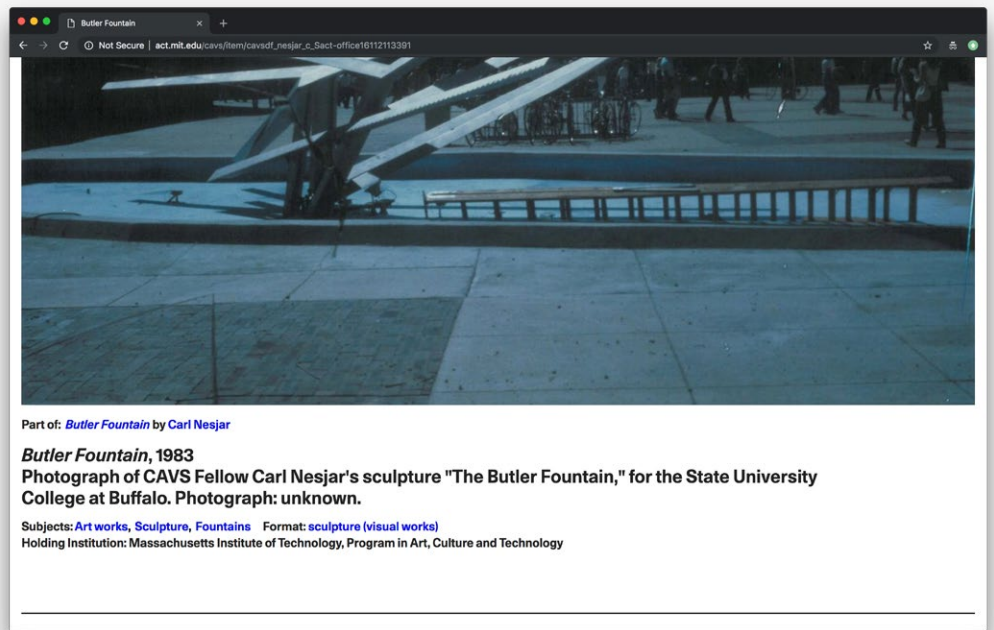 Butler Fountain
Not Secure | act.mit.edu/cavs/item/cavsdf_nesjar_c_Sact-office16112113391
Part of: Butler Fountain by Carl Nesjar
Butler Fountain, 1983
Photograph of CAVS Fellow Carl Nesjar's sculpture "The Butler Fountain," for the State University
College at Buffalo. Photograph: unknown.
Subjects: Art works, Sculpture, Fountains Format: sculpture (visual works)
Holding Institution: Massachusetts Institute of Technology, Program in Art, Culture and Technology